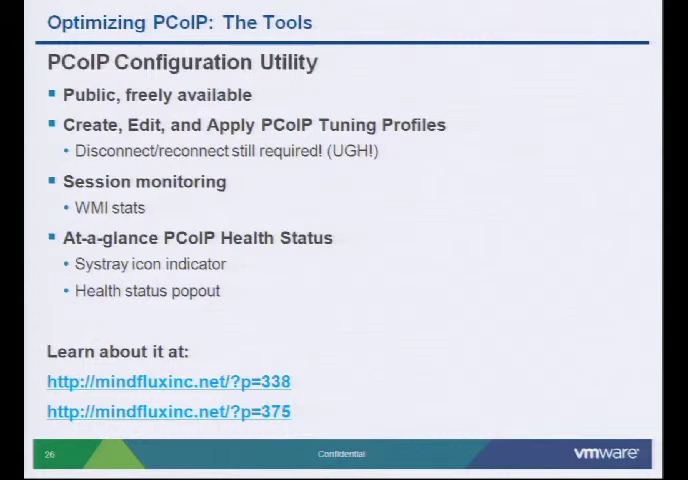 Optimizing PCoIP: The Tools
PCoIP Configuration Utility
Public, freely available
Create, Edit, and Apply PCoIP Tuning Profiles
Disconnect/reconnect still required! (UGH!)
Session monitoring
WMI stats
At-a-glance PCoIP Health Status
Systray icon indicator
Health status popout
Learn about it at:
http://mindfluxinc.net/?p=338
http://mindfluxinc.net/?p=375
26
Confidential
vmware